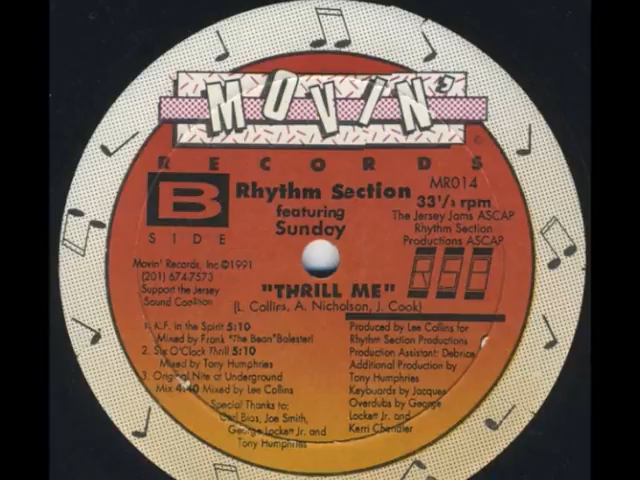 MOVIN'
RECORDS
B
SIDE
Rhythm Section
featuring
Sunday
MR014
33⅓ rpm
The Jersey Jams ASCAP
Rhythm Section
Productions ASCAP
Movin' Records, Inc ©1991
(201) 674-7573
Support the Jersey
Sound Coalition
RSP
"THRILL ME"
(L. Collins, A. Nicholson, J. Cook)
1. A.F. in the Spirit 5:10
Mixed by Frank "The Bean" Balesteri
2. Six O'Clock Thrill 5:10
Mixed by Tony Humphries
3. Original Nite at Underground
Mix 4:40 Mixed by Lee Collins
Special Thanks to:
Carl Bias, Joe Smith,
George Lockett Jr. and
Tony Humphries
Produced by Lee Collins for
Rhythm Section Productions
Production Assistant: Debrice
Additional Production by
Tony Humphries
Keyboards by Jacques
Overdubs by George
Lockett Jr. and
Kerri Chandler